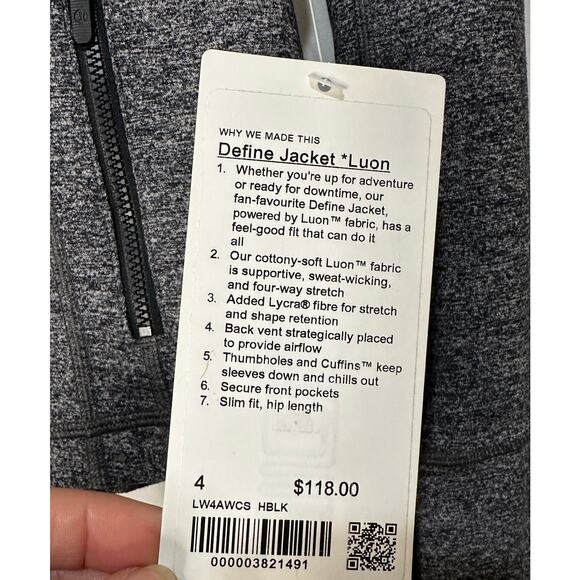 WHY WE MADE THIS
Define Jacket *Luon
1. Whether you're up for adventure
or ready for downtime, our
fan-favourite Define Jacket,
powered by Luon™ fabric, has a
feel-good fit that can do it
all
2. Our cottony-soft Luon™ fabric
is supportive, sweat-wicking,
and four-way stretch
3. Added Lycra® fibre for stretch
and shape retention
4. Back vent strategically placed
to provide airflow
5. Thumbholes and Cuffins™ keep
sleeves down and chills out
6. Secure front pockets
7. Slim fit, hip length
4 $118.00
LW4AWCS HBLK
000003821491